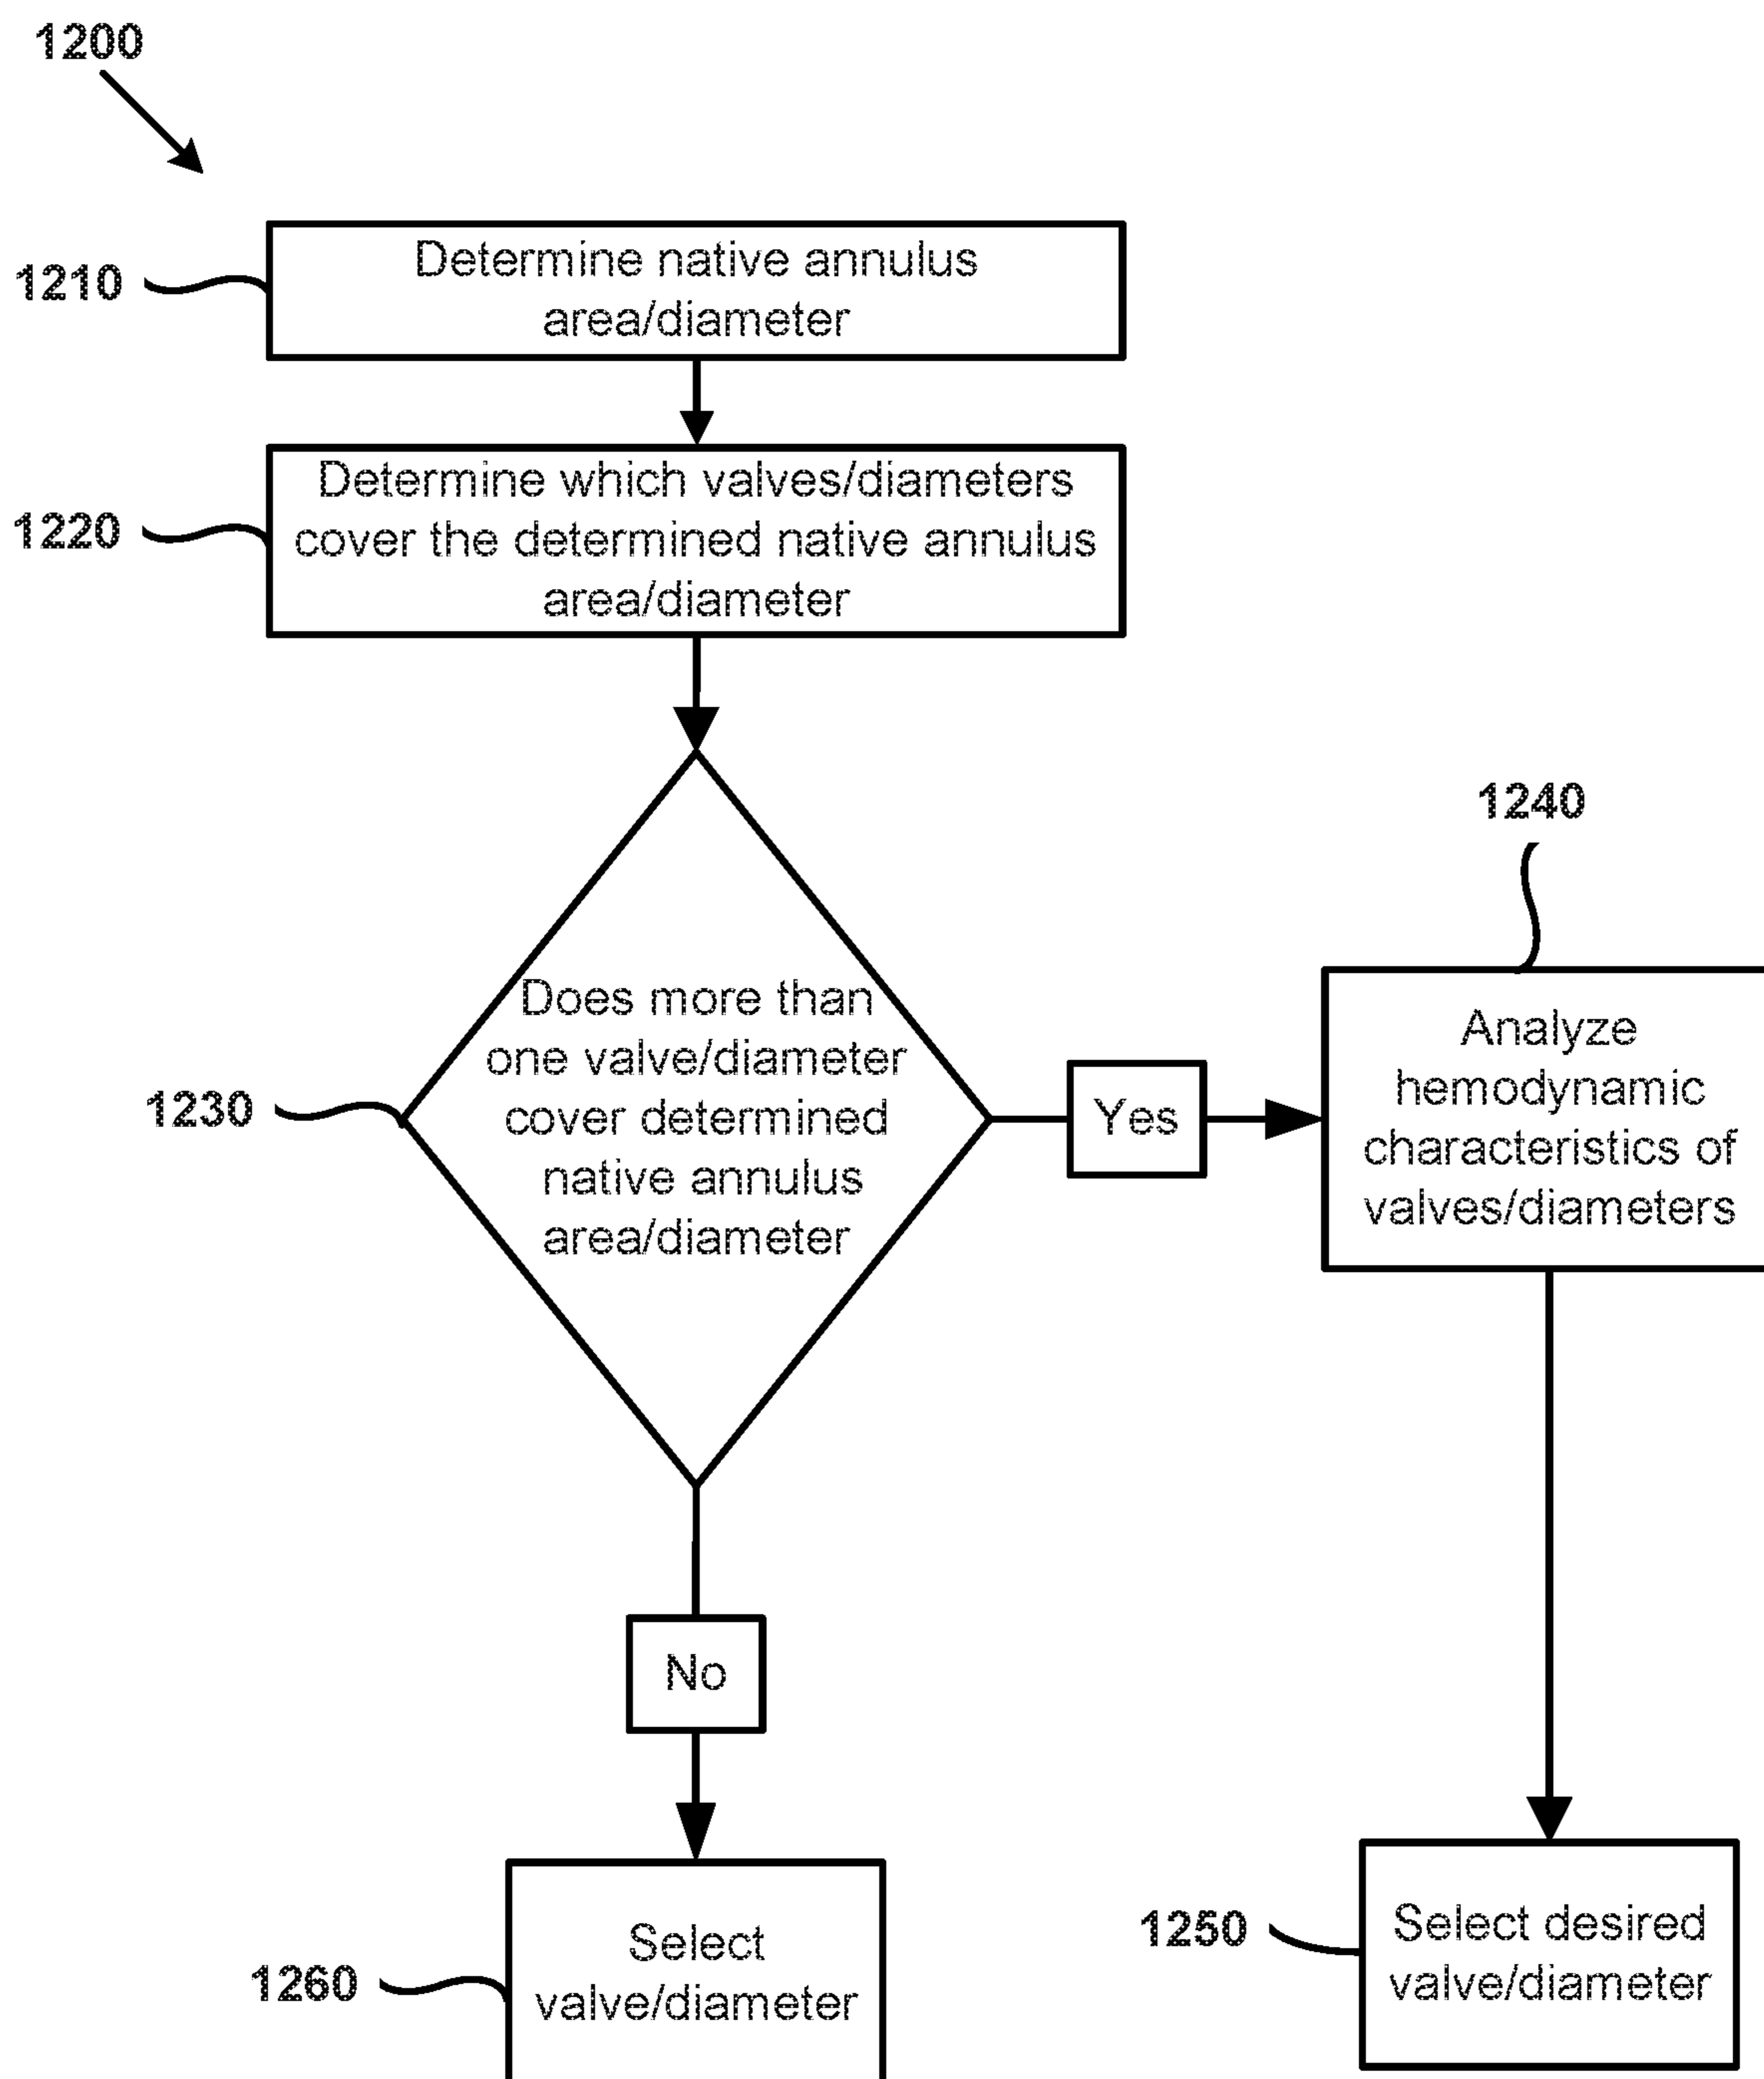 1200
1210
Determine native annulus
area/diameter
1220
Determine which valves/diameters
cover the determined native annulus
area/diameter
1230
Does more than
one valve/diameter
cover determined
native annulus
area/diameter
Yes
1240
Analyze
hemodynamic
characteristics of
valves/diameters
No
1260
Select
valve/diameter
1250
Select desired
valve/diameter